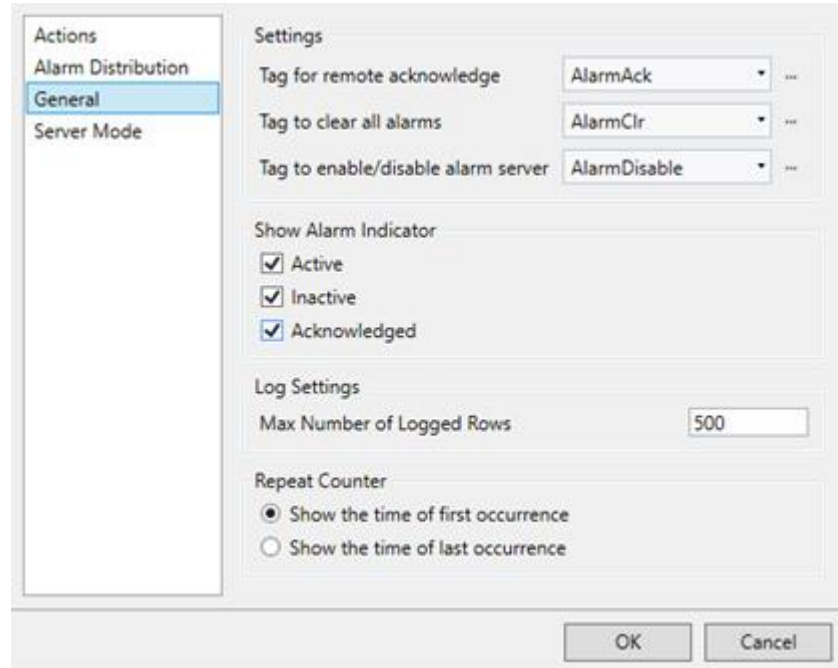 Actions
Alarm Distribution
General
Server Mode
Settings
Tag for remote acknowledge AlarmAck ...
Tag to clear all alarms AlarmClr ...
Tag to enable/disable alarm server AlarmDisable ...
Show Alarm Indicator
Active
Inactive
Acknowledged
Log Settings
Max Number of Logged Rows 500
Repeat Counter
Show the time of first occurrence
Show the time of last occurrence
OK Cancel